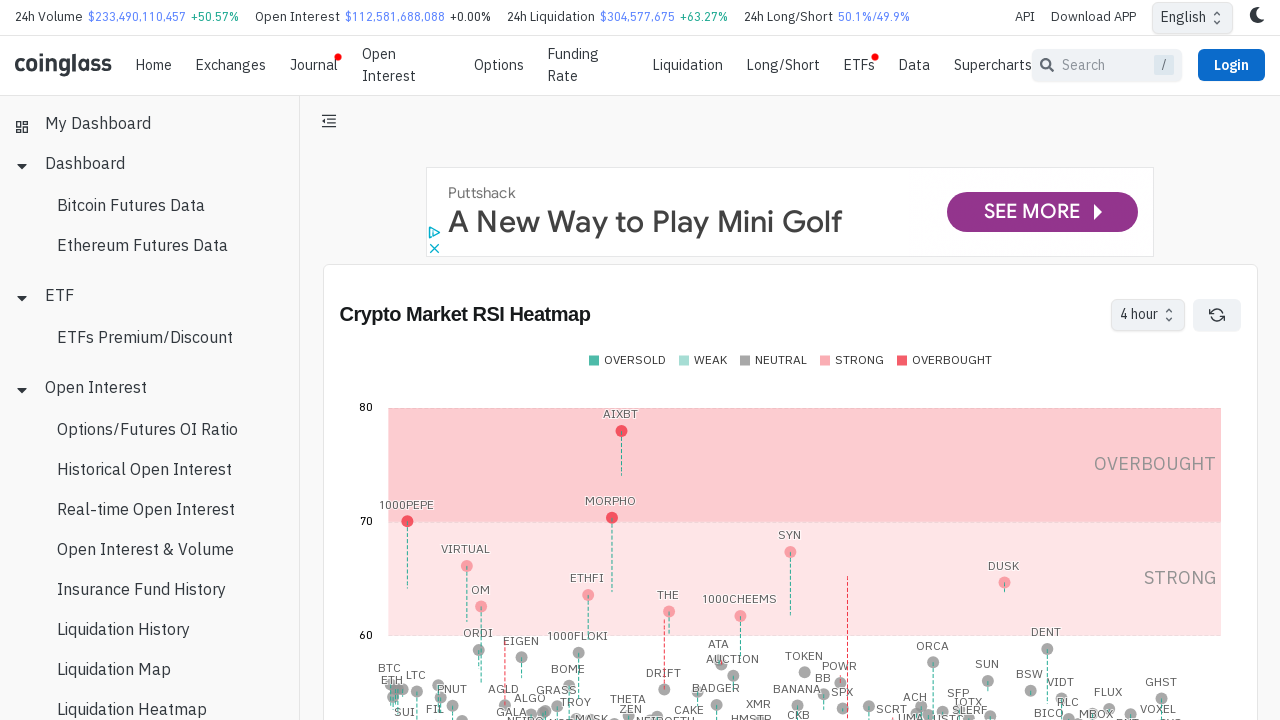 24h Volume $233,490,110,457 +50.57% Open Interest $112,581,688,088 +0.00% 24h Liquidation $304,577,675 +63.27% 24h Long/Short 50.1%/49.9% API Download APP English
coinglass Home Exchanges Journal Open Interest Options Funding Rate Liquidation Long/Short ETFs Data Supercharts Search / Login
My Dashboard
Dashboard
Bitcoin Futures Data
Ethereum Futures Data
ETF
ETFs Premium/Discount
Open Interest
Options/Futures OI Ratio
Historical Open Interest
Real-time Open Interest
Open Interest & Volume
Insurance Fund History
Liquidation History
Liquidation Map
Liquidation Heatmap
Puttshack
A New Way to Play Mini Golf
SEE MORE
Crypto Market RSI Heatmap
4 hour
OVERSOLD WEAK NEUTRAL STRONG OVERBOUGHT
80
AIXBT
OVERBOUGHT
1000PEPE
MORPHO
70
SYN
VIRTUAL
DUSK
STRONG
ETHFI
OM
THE
1000CHEEMS
60
ORDI
EIGEN
1000FLOKI
DENT
ATA
ORCA
AUCTION
TOKEN
SUN
BTC
LTC
BOME
DRIFT
POWR
BSW
ETH
BB
VIDT
GHST
PNUT
AGLD
GRASS
BADGER
BANANA
SPX
ACH
SFP
FLUX
ALGO
TROY
THETA
XMR
IOTX
RLC
SUI
FIL
GALA
ZEN
CAKE
CKB
SCRT
SLERF
BICO
MBOX
VOXEL
MASK
HMSTR